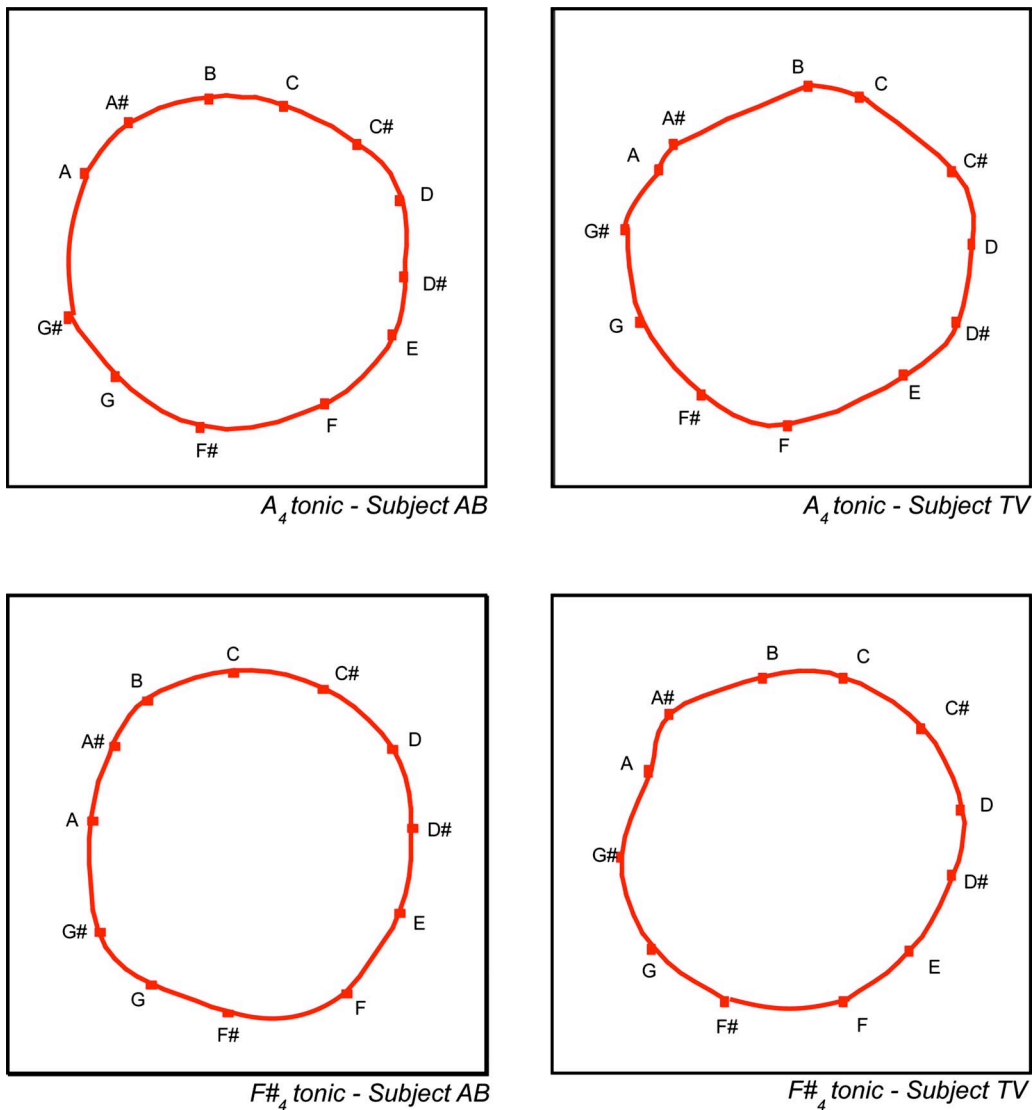 B
C
A#
C#
A
D
D#
G#
E
G
F
F#
A4 tonic - Subject AB
B
C
A#
A
C#
G#
D
G
D#
E
F#
F
A4 tonic - Subject TV
C
C#
B
A#
D
A
D#
E
G#
G
F
F#
F#4 tonic - Subject AB
B
C
A#
C#
A
D
G#
D#
E
G
F#
F
F#4 tonic - Subject TV